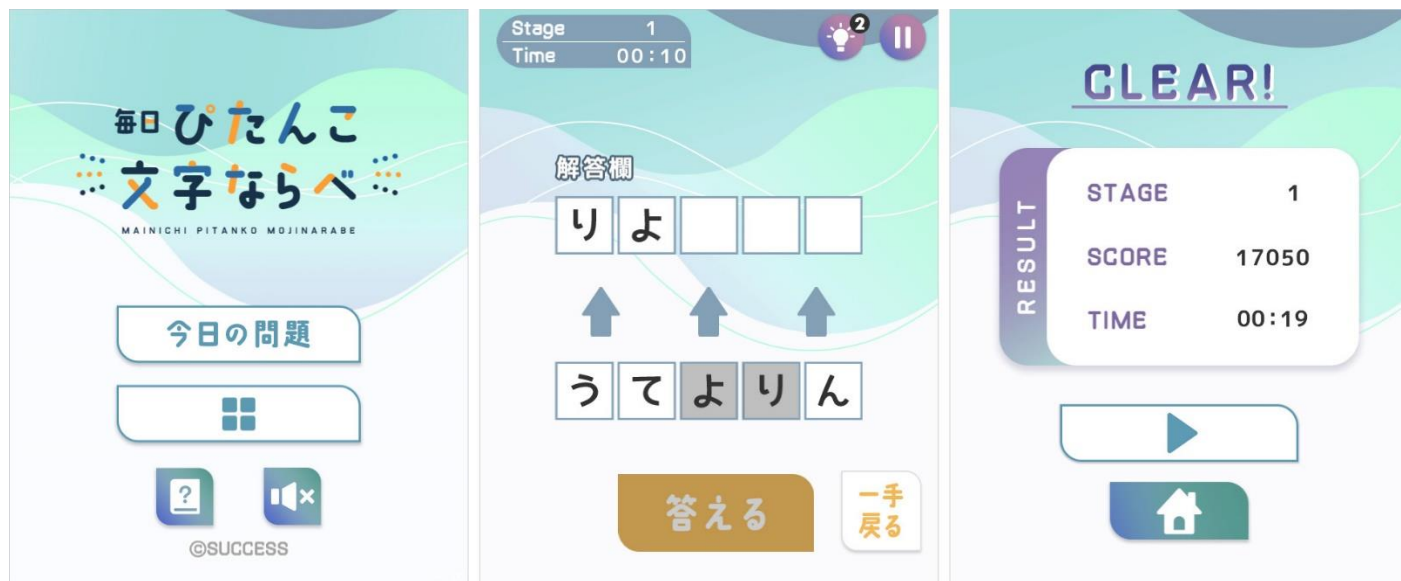 毎日ぴたんこ
文字ならべ
MAINICHI PITANKO MOJINARABE
今日の問題
?
©SUCCESS
Stage 1
Time 00:10
2
解答欄
りよ
うてよりん
答える
一手
戻る
CLEAR!
RESULT
STAGE 1
SCORE 17050
TIME 00:19